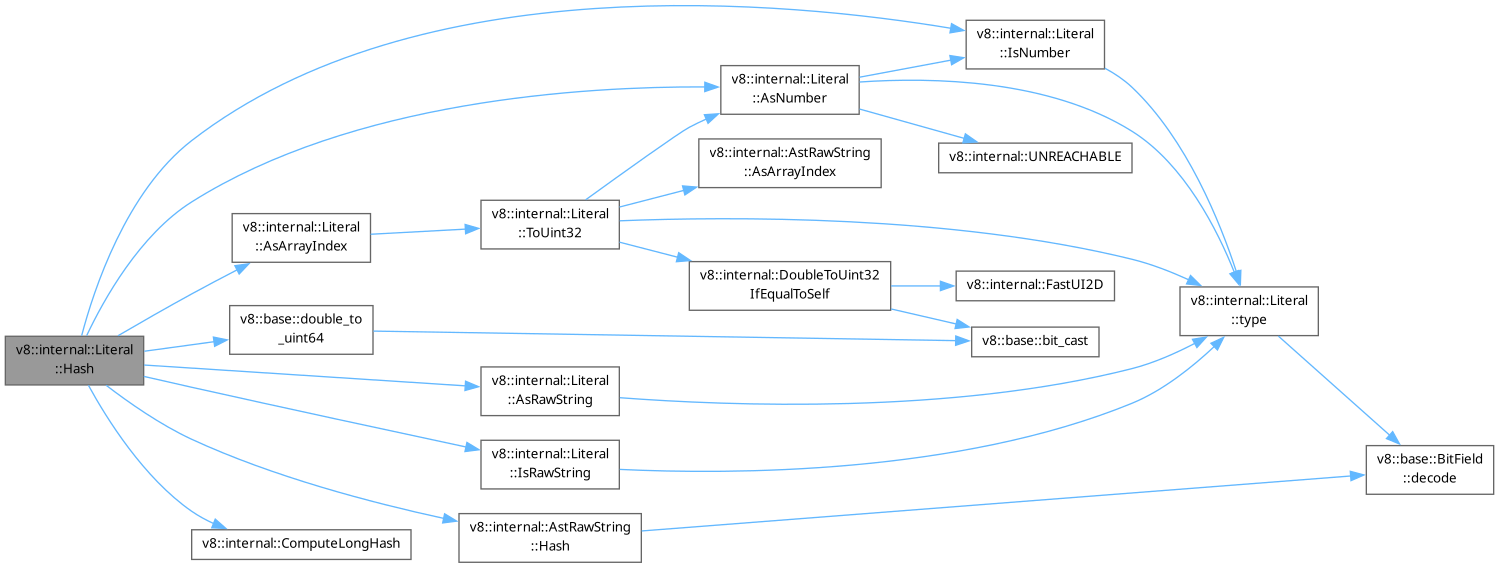 v8::internal::Literal
::IsNumber
v8::internal::Literal
::AsNumber
v8::internal::AstRawString
::AsArrayIndex
v8::internal::UNREACHABLE
v8::internal::Literal
::AsArrayIndex
v8::internal::Literal
::ToUint32
v8::internal::DoubleToUint32
IfEqualToSelf
v8::internal::FastUI2D
v8::internal::Literal
::type
v8::base::double_to
_uint64
v8::base::bit_cast
v8::internal::Literal
::Hash
v8::internal::Literal
::AsRawString
v8::internal::Literal
::IsRawString
v8::base::BitField
::decode
v8::internal::ComputeLongHash
v8::internal::AstRawString
::Hash